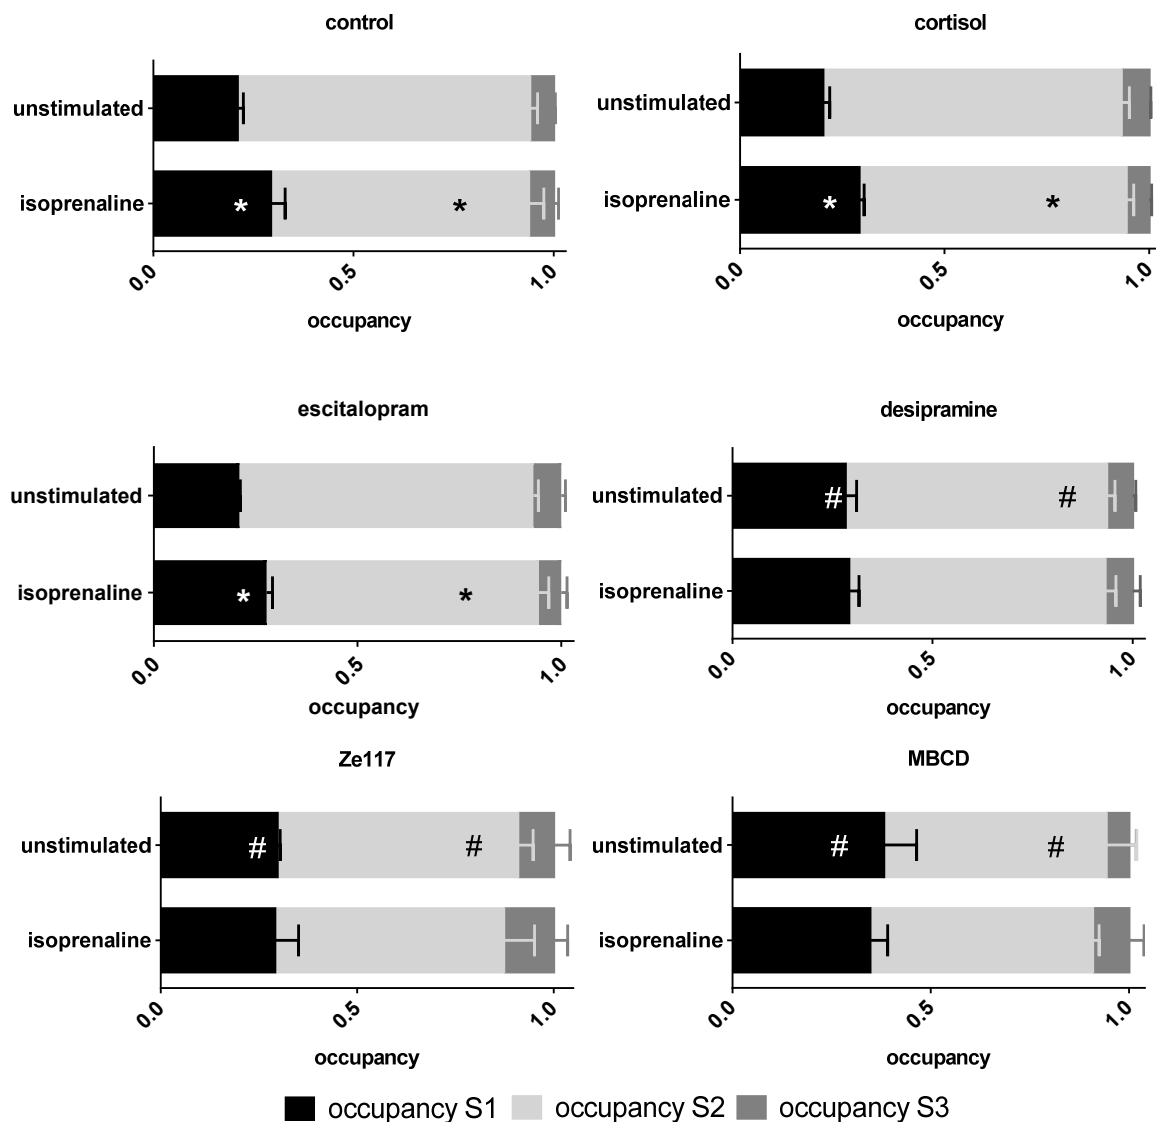 control
unstimulated
isoprenaline
* *
0.0 0.5 1.0
occupancy
cortisol
unstimulated
isoprenaline
* *
0.0 0.5 1.0
occupancy
escitalopram
unstimulated
isoprenaline
* *
0.0 0.5 1.0
occupancy
desipramine
unstimulated
# #
isoprenaline
0.0 0.5 1.0
occupancy
Ze117
unstimulated
# #
isoprenaline
0.0 0.5 1.0
occupancy
MBCD
unstimulated
# #
isoprenaline
0.0 0.5 1.0
occupancy
occupancy S1 occupancy S2 occupancy S3